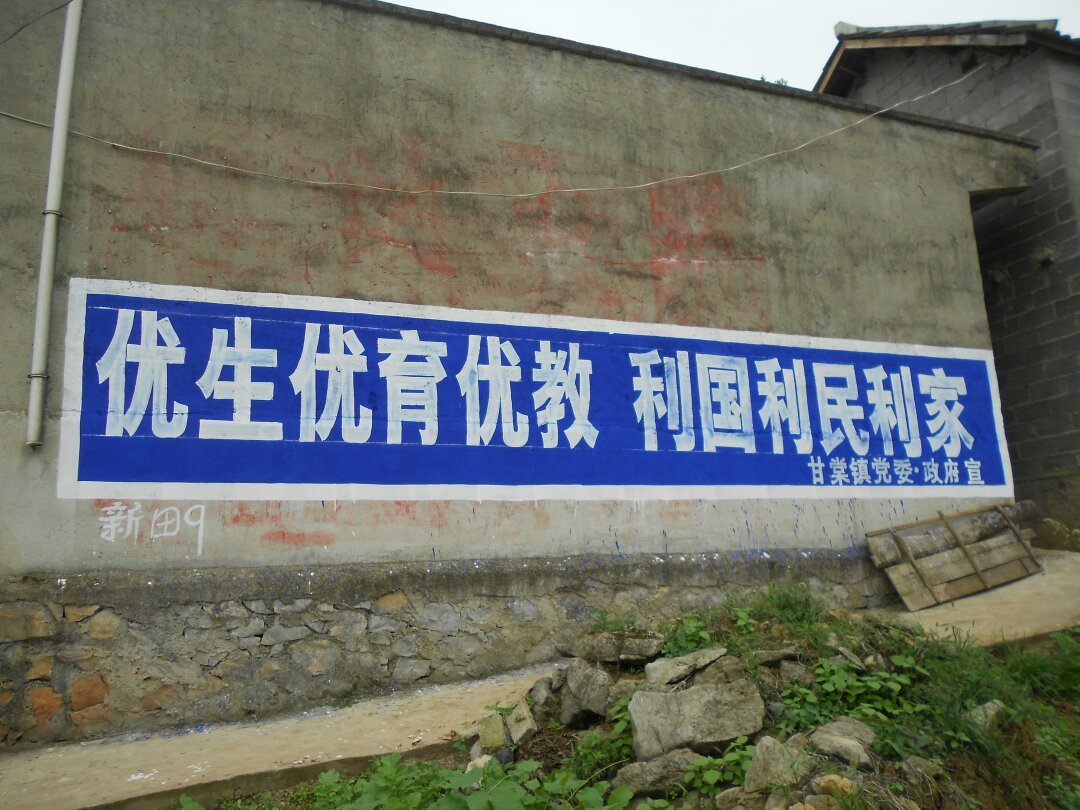 优生优育优教 利国利民利家
甘棠镇党委·政府宣
新田9